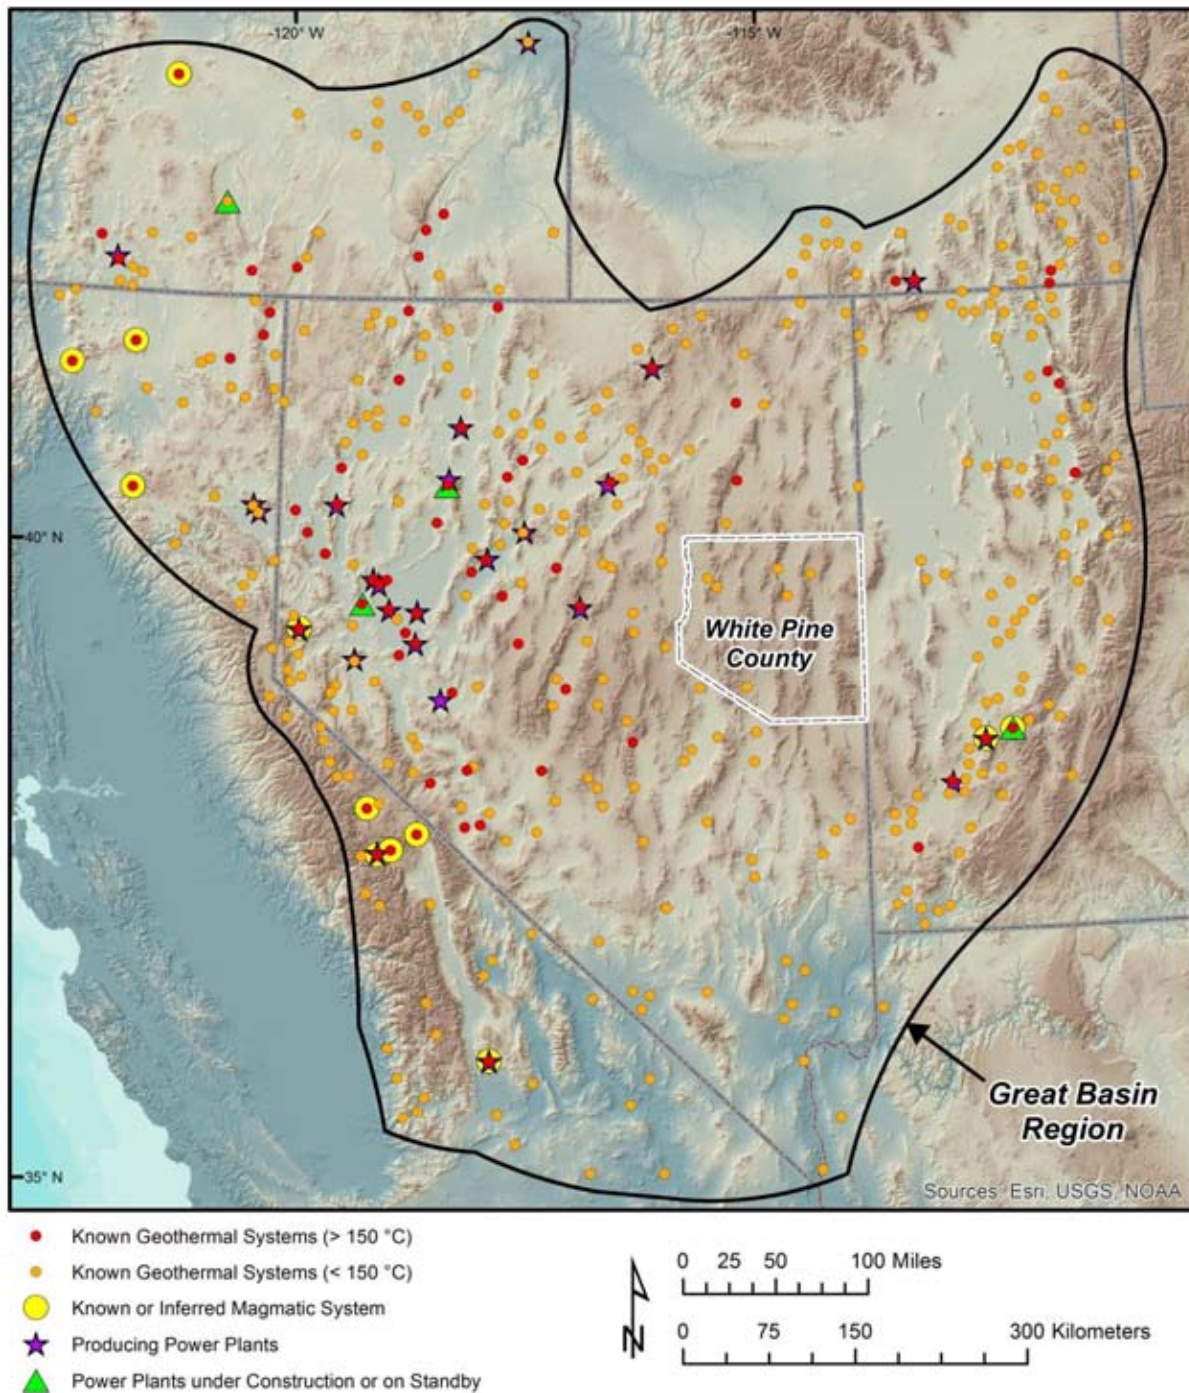 -120° W
-115° W
40° N
White Pine
County
Great Basin
Region
35° N
Sources: Esri, USGS, NOAA
Known Geothermal Systems (> 150 °C)
Known Geothermal Systems (< 150 °C)
Known or Inferred Magmatic System
Producing Power Plants
Power Plants under Construction or on Standby
N
0 25 50 100 Miles
0 75 150 300 Kilometers